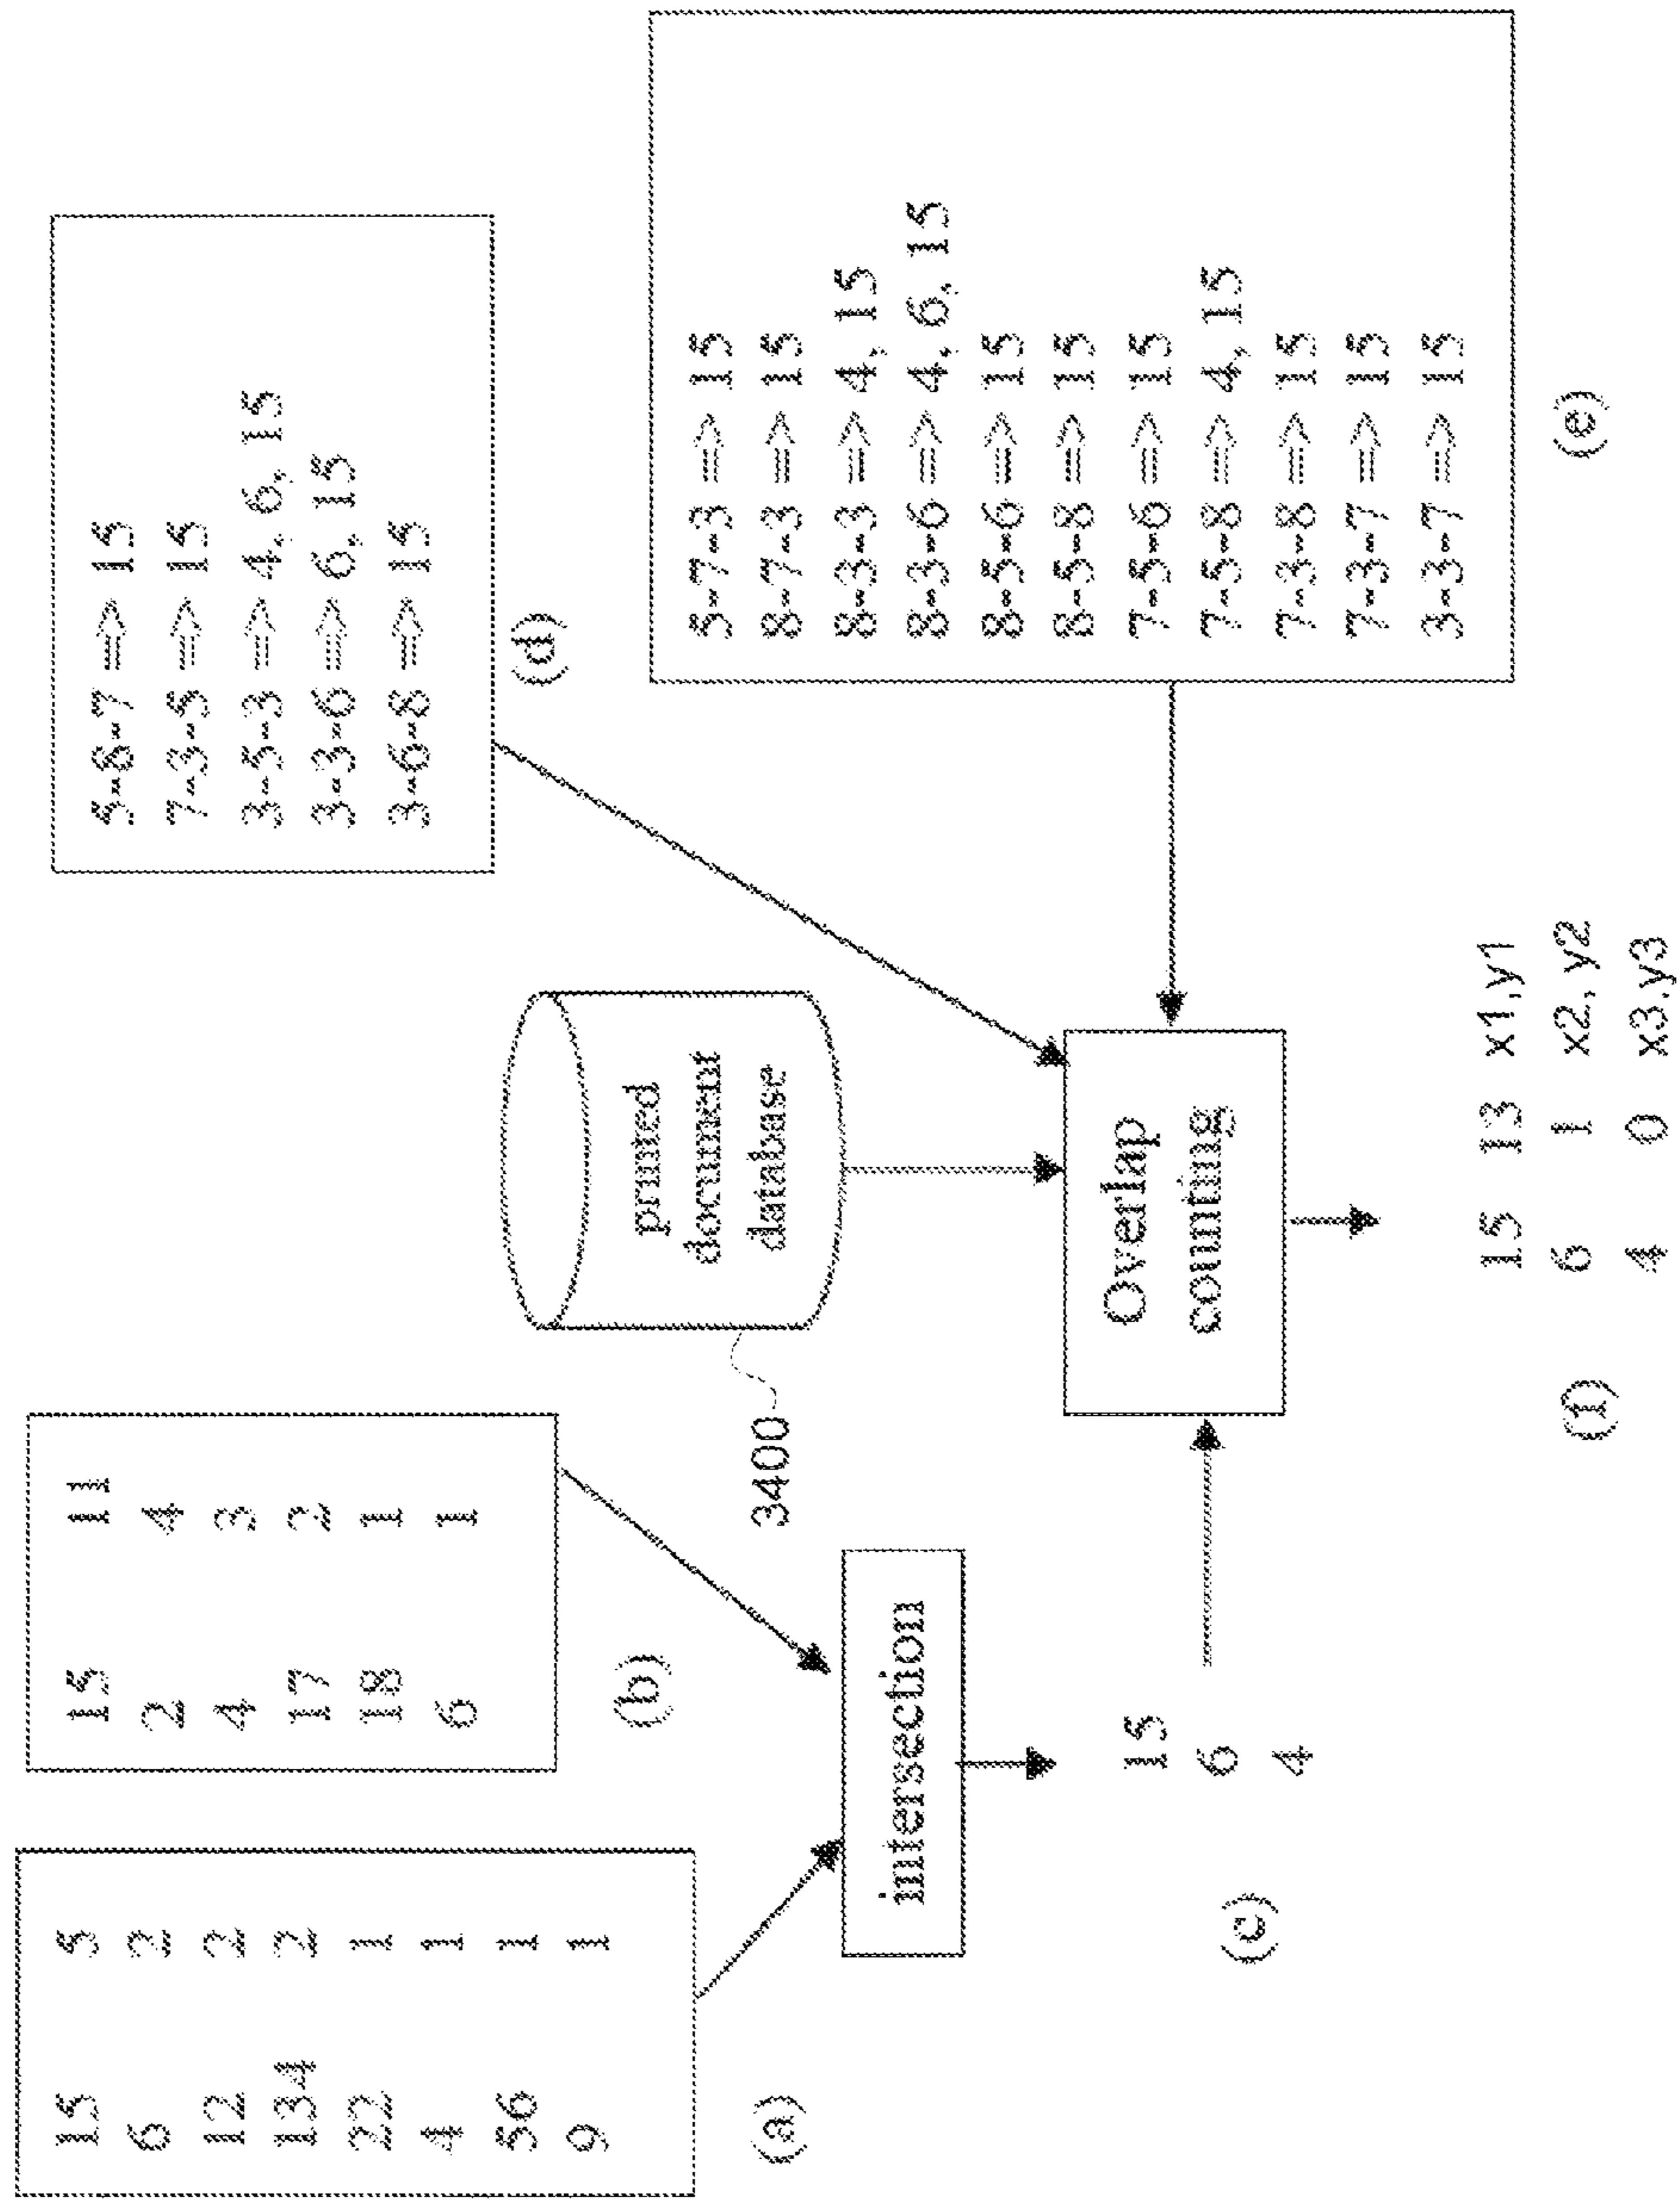 15 5
6 2
12 2
134 2
22 1
4 1
56 1
9 1
(a)
15 11
2 4
4 3
17 2
18 1
6 1
(b)
intersection
15
6
4
(c)
3400
printed
document
database
5-8-7 ⇒ 15
7-3-5 ⇒ 15
3-5-3 ⇒ 4, 6, 15
3-3-6 ⇒ 6, 15
3-6-8 ⇒ 15
(d)
5-7-3 ⇒ 15
8-7-3 ⇒ 15
8-3-3 ⇒ 4, 15
8-3-6 ⇒ 4, 6, 15
8-5-6 ⇒ 15
8-5-8 ⇒ 15
7-5-6 ⇒ 15
7-5-8 ⇒ 4, 15
7-3-8 ⇒ 15
7-3-7 ⇒ 15
3-3-7 ⇒ 15
(e)
Overlap
counting
15 13 x1,y1
6 1 x2, y2
4 0 x3,y3
(f)